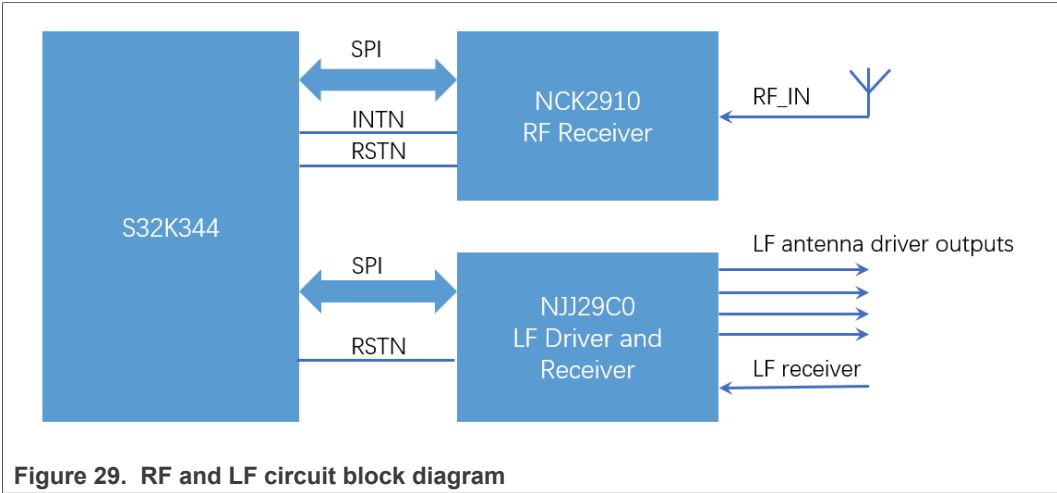 S32K344
SPI
INTN
RSTN
NCK2910
RF Receiver
RF_IN
SPI
RSTN
NJJ29C0
LF Driver and
Receiver
LF antenna driver outputs
LF receiver
Figure 29. RF and LF circuit block diagram